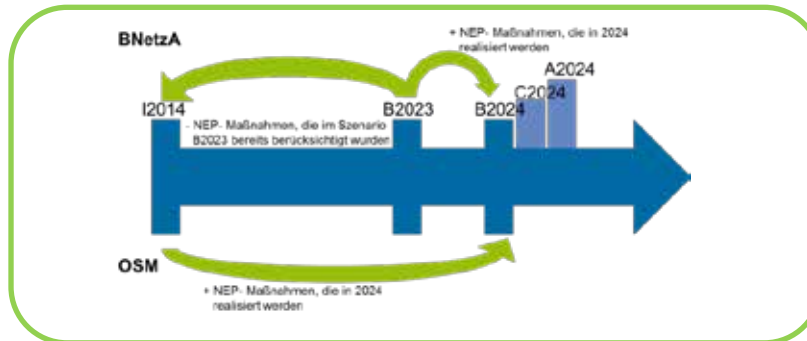 BNetzA
+ NEP- Maßnahmen, die in 2024
realisiert werden
A2024
C2024
I2014
B2023
B2024
- NEP- Maßnahmen, die im Szenario
B2023 bereits berücksichtigt wurden
OSM
+ NEP- Maßnahmen, die in 2024
realisiert werden